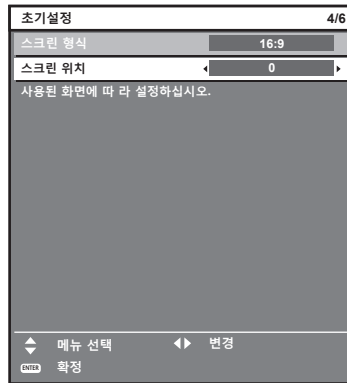 초기설정 4/6
스크린 형식 16:9
스크린 위치 0
사용된 화면에 따 라 설정하십시오.
메뉴 선택 변경
ENTER 확정